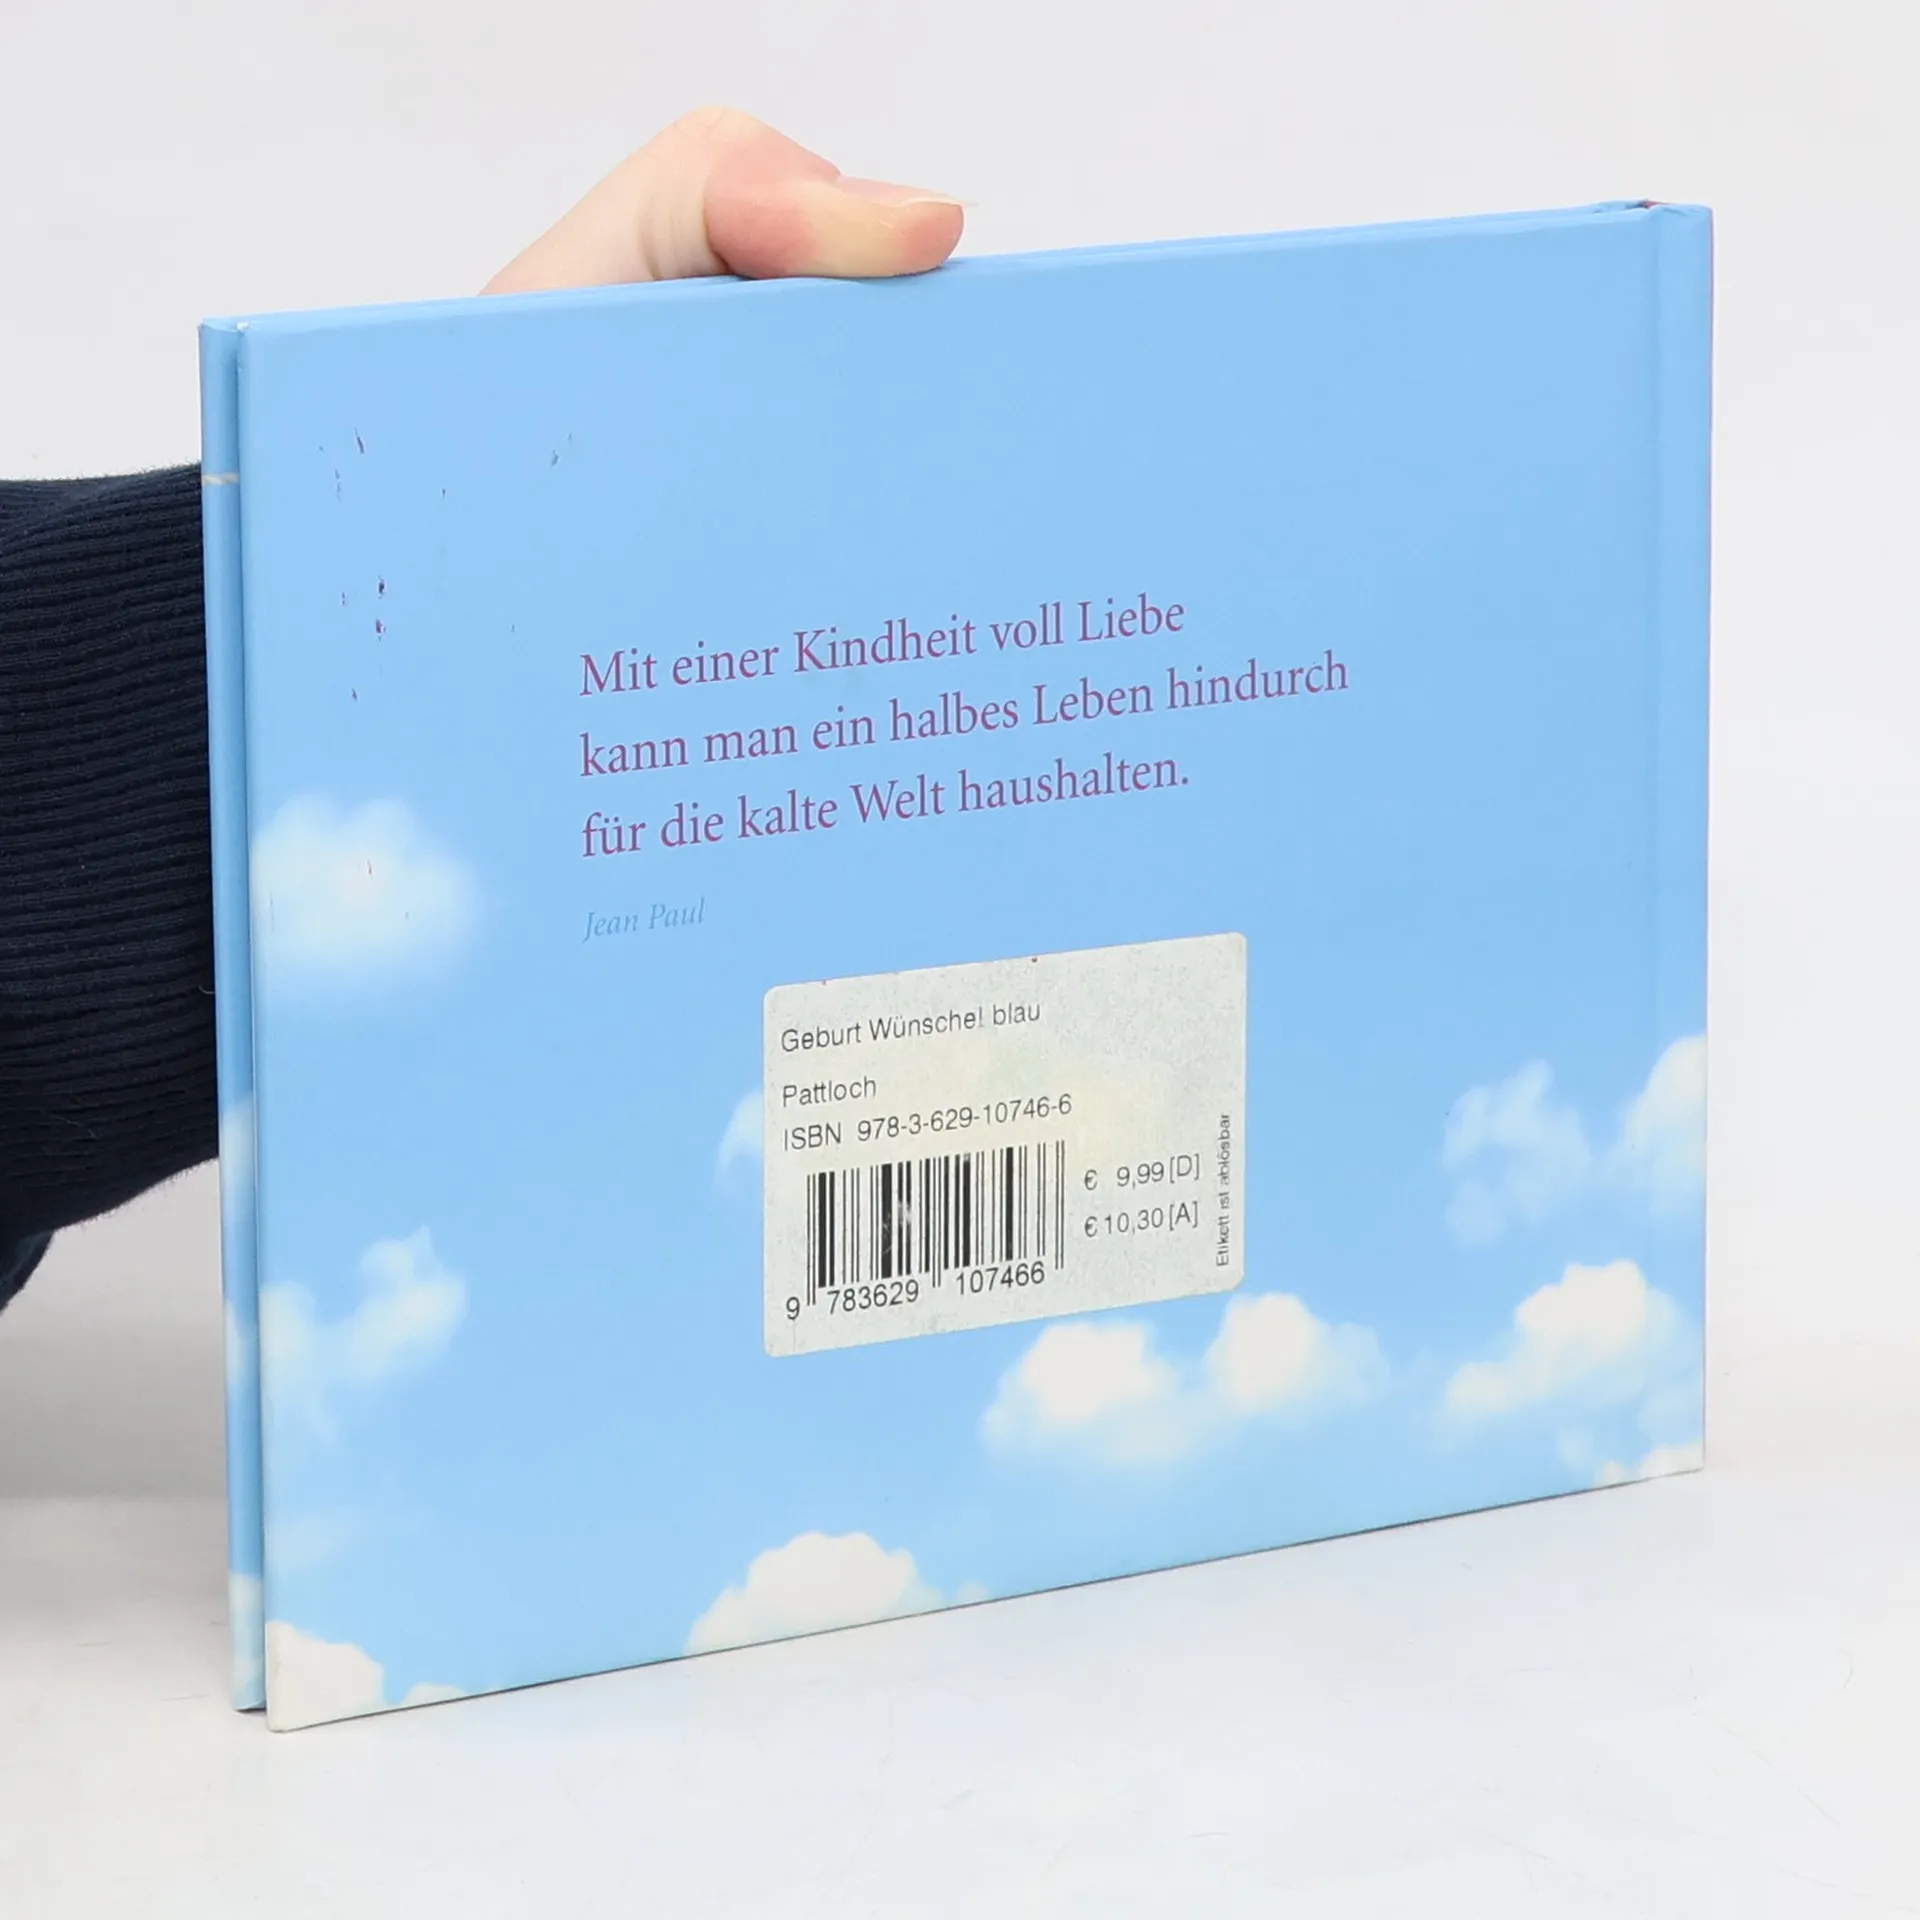 Mit einer Kindheit voll Liebe
kann man ein halbes Leben hindurch
für die kalte Welt haushalten.
Jean Paul
Geburt Wünschel blau
Pattloch
ISBN 978-3-629-10746-6
€ 9,99 [D]
€ 10,30 [A]
9 783629 107466
Etikett ist ablösbar